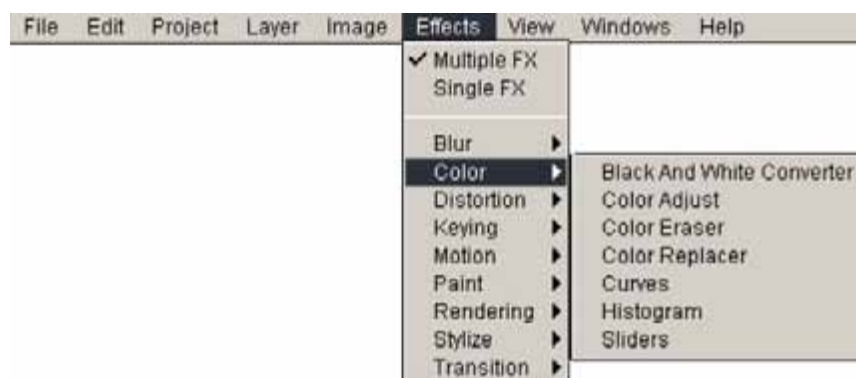 File Edit Project Layer Image Effects View Windows Help
✓ Multiple FX
Single FX
Blur
Color
Distortion
Keying
Motion
Paint
Rendering
Stylize
Transition
Black And White Converter
Color Adjust
Color Eraser
Color Replacer
Curves
Histogram
Sliders